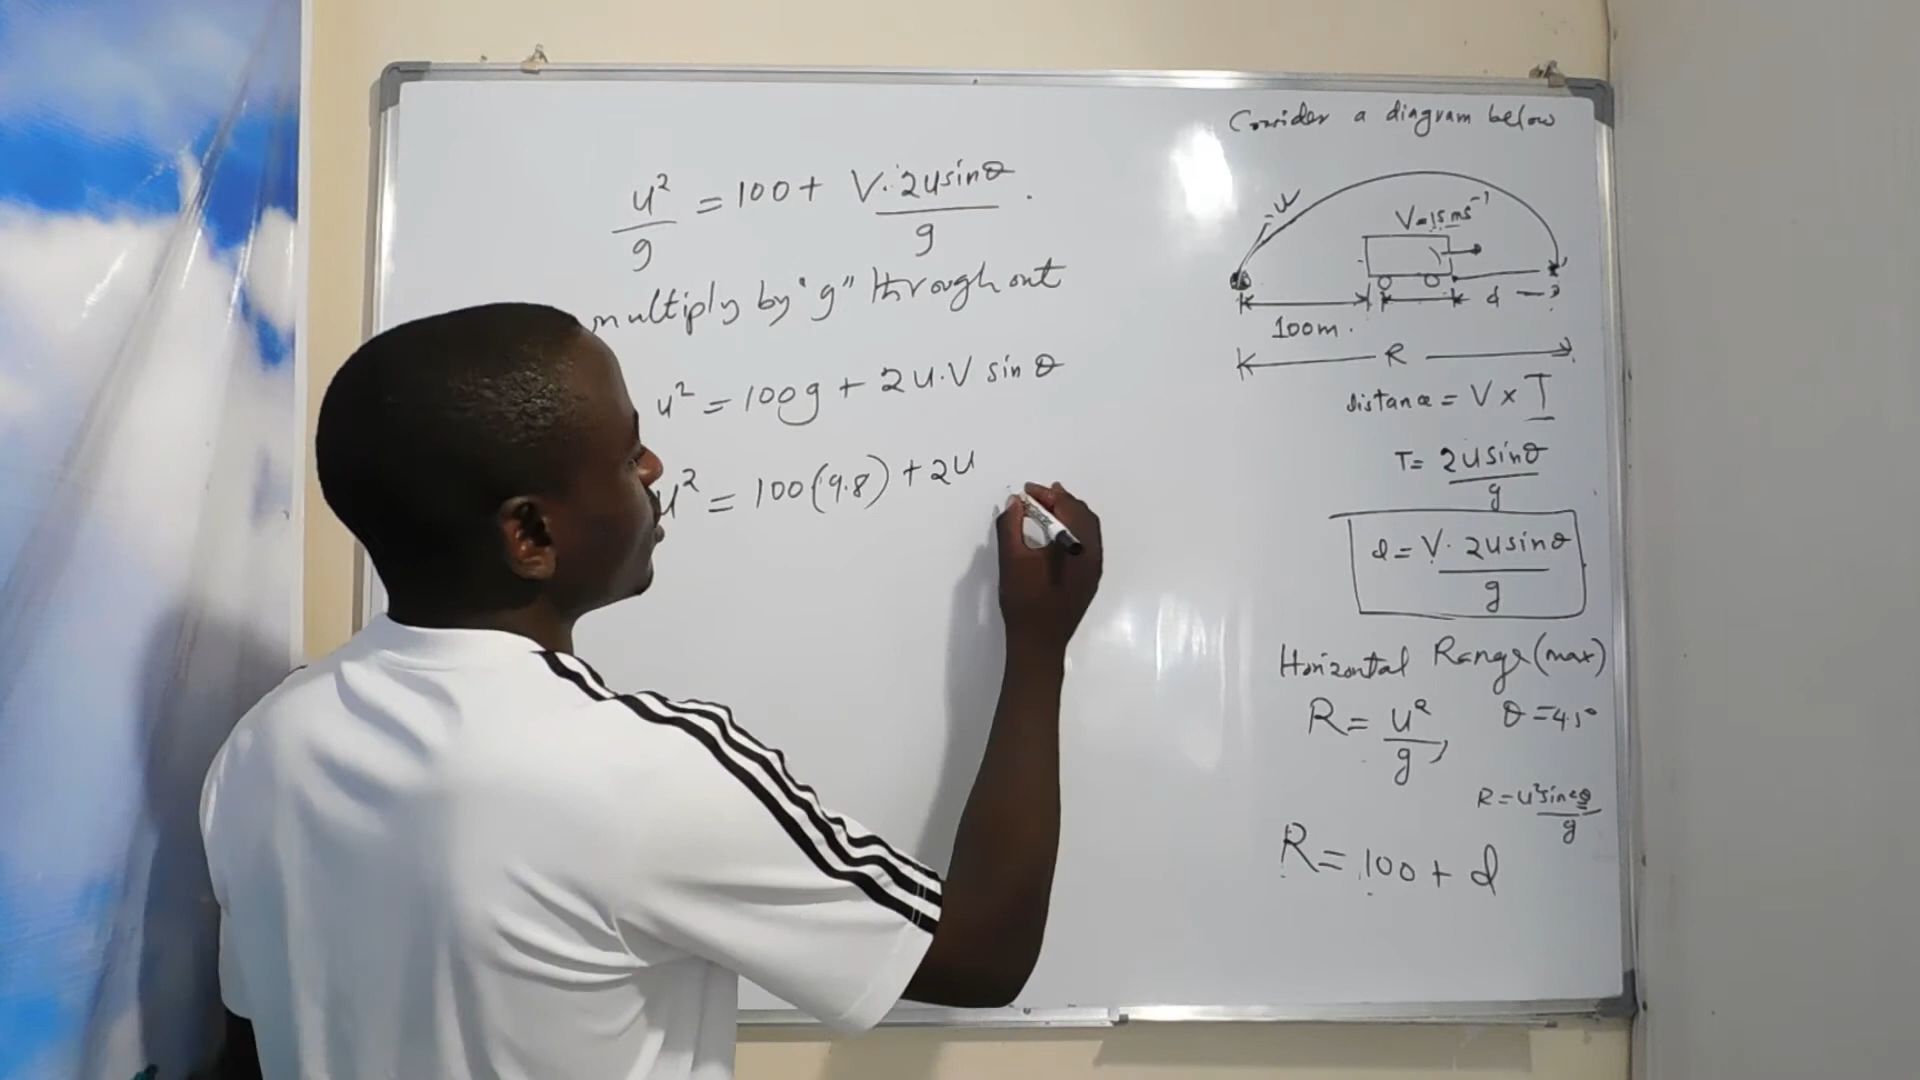 u² / g = 100 + V · 2usinθ / g .
multiply by "g" throughout
u² = 100g + 2u·V sin θ
u² = 100(9.8) + 2u
Consider a diagram below
u
V=15ms⁻¹
100m.
d
R
distance = V × T
T = 2usinθ / g
d = V· 2usinθ / g
Horizontal Range (max)
R = u² / g , θ = 45°
R = u²sin2θ / g
R = 100 + d